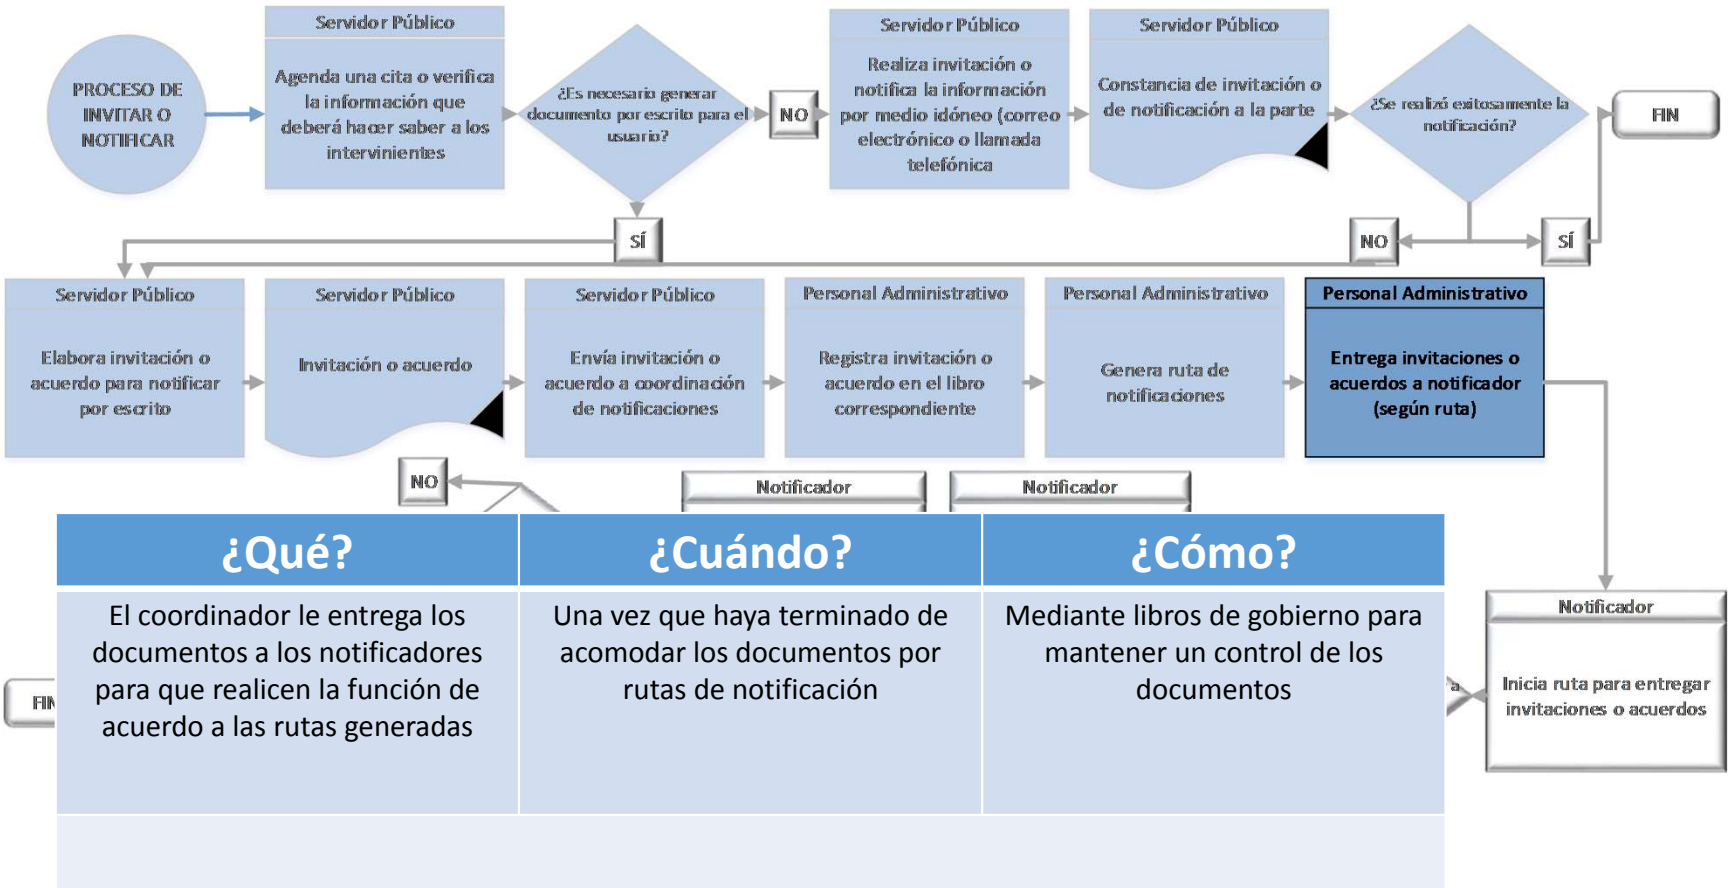 PROCESO DE
INVITAR O
NOTIFICAR
Servidor Público
Agenda una cita o verifica
la información que
deberá hacer saber a los
intervinientes
¿Es necesario generar
documento por escrito para el
usuario?
NO
Servidor Público
Realiza invitación o
notifica la información
por medio idóneo (correo
electrónico o llamada
telefónica
Servidor Público
Constancia de invitación o
de notificación a la parte
¿Se realizó exitosamente la
notificación?
FIN
SÍ
NO
SÍ
Servidor Público
Elabora invitación o
acuerdo para notificar
por escrito
Servidor Público
Invitación o acuerdo
Servidor Público
Envía invitación o
acuerdo a coordinación
de notificaciones
Personal Administrativo
Registra invitación o
acuerdo en el libro
correspondiente
Personal Administrativo
Genera ruta de
notificaciones
Personal Administrativo
Entrega invitaciones o
acuerdos a notificador
(según ruta)
NO
Notificador
Notificador
¿Qué?
¿Cuándo?
¿Cómo?
El coordinador le entrega los
documentos a los notificadores
para que realicen la función de
acuerdo a las rutas generadas
Una vez que haya terminado de
acomodar los documentos por
rutas de notificación
Mediante libros de gobierno para
mantener un control de los
documentos
Notificador
Inicia ruta para entregar
invitaciones o acuerdos